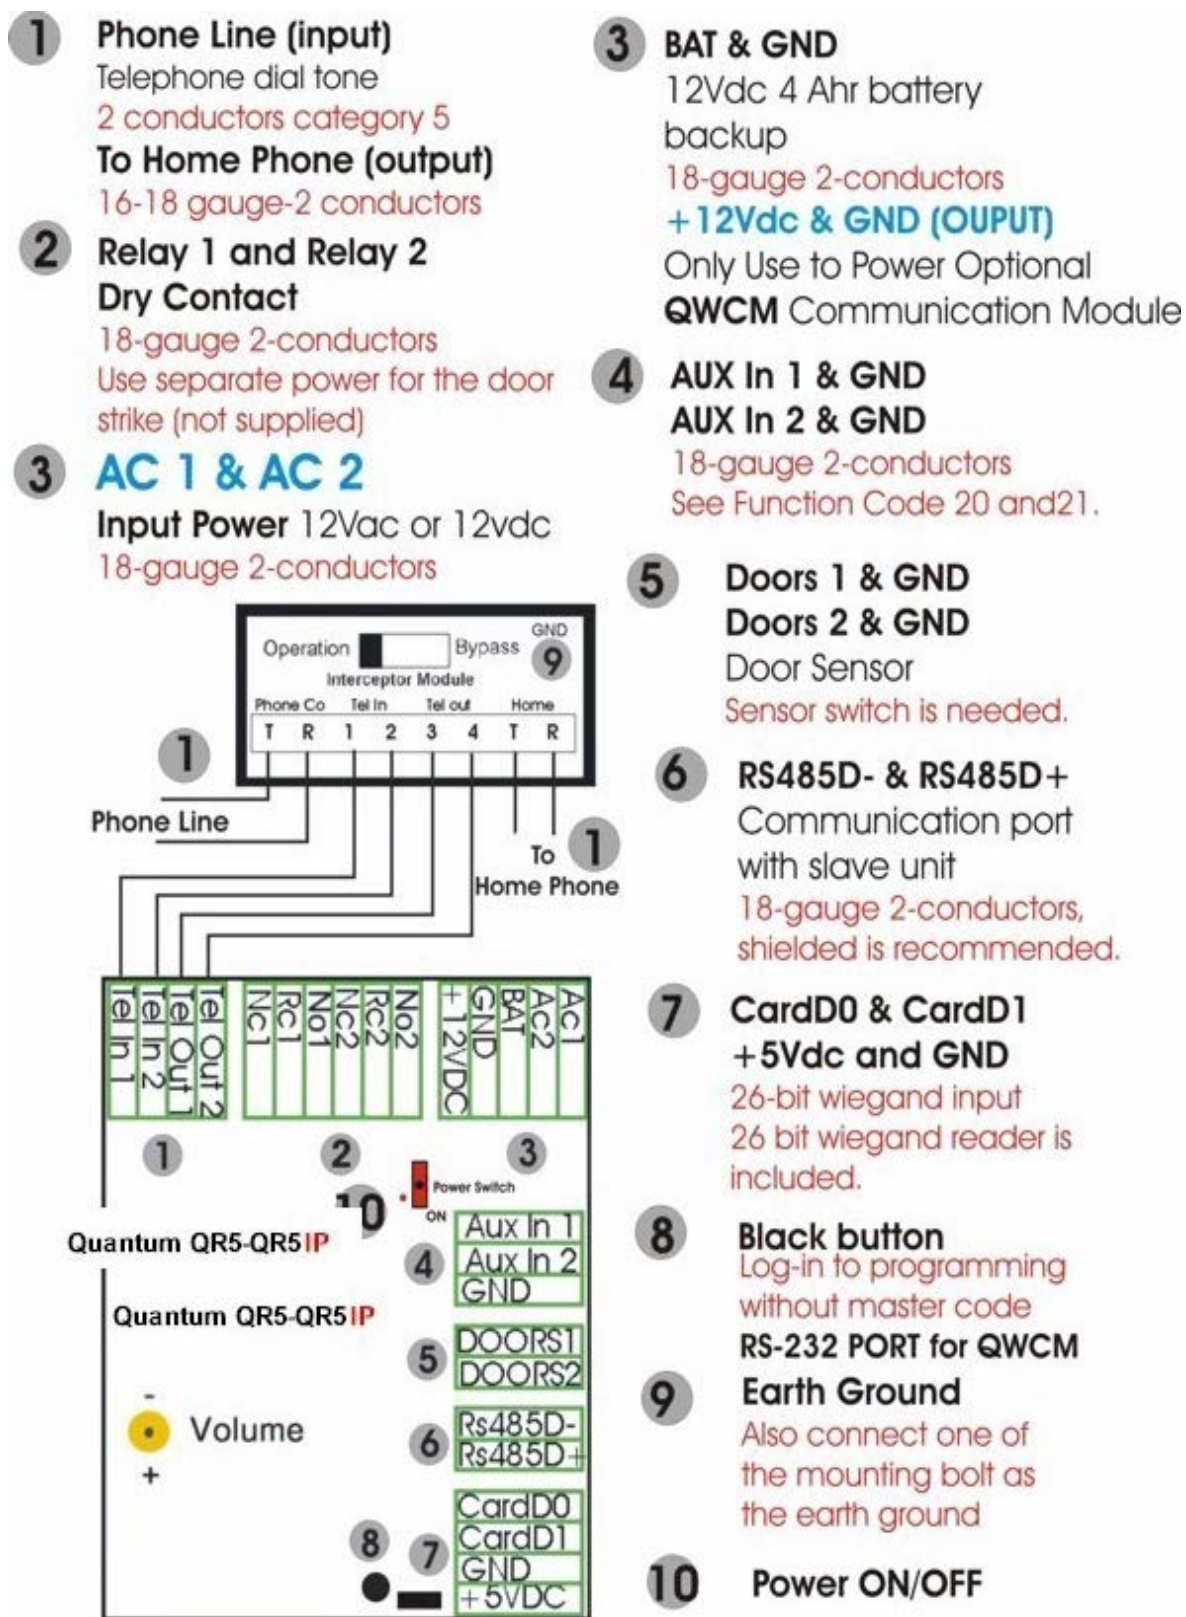 1 Phone Line (input)
Telephone dial tone
2 conductors category 5
To Home Phone (output)
16-18 gauge-2 conductors
2 Relay 1 and Relay 2
Dry Contact
18-gauge 2-conductors
Use separate power for the door
strike (not supplied)
3 AC 1 & AC 2
Input Power 12Vac or 12vdc
18-gauge 2-conductors
3 BAT & GND
12Vdc 4 Ahr battery
backup
18-gauge 2-conductors
+12Vdc & GND (OUPUT)
Only Use to Power Optional
QWCM Communication Module
4 AUX In 1 & GND
AUX In 2 & GND
18-gauge 2-conductors
See Function Code 20 and21.
5 Doors 1 & GND
Doors 2 & GND
Door Sensor
Sensor switch is needed.
6 RS485D- & RS485D+
Communication port
with slave unit
18-gauge 2-conductors,
shielded is recommended.
7 CardD0 & CardD1
+5Vdc and GND
26-bit wiegand input
26 bit wiegand reader is
included.
8 Black button
Log-in to programming
without master code
RS-232 PORT for QWCM
9 Earth Ground
Also connect one of
the mounting bolt as
the earth ground
10 Power ON/OFF
GND
Operation Bypass 9
Interceptor Module
Phone Co Tel In Tel out Home
T R 1 2 3 4 T R
1
Phone Line
To 1
Home Phone
Tel In 1
Tel In 2
Tel Out 1
Tel Out 2
Nc1
Rc1
No1
Nc2
Rc2
No2
+12VDC
GND
BAT
Ac2
Ac1
1 2 3
10 Power Switch
ON
Quantum QR5-QR5IP
Quantum QR5-QR5IP
4
Aux In 1
Aux In 2
GND
5
DOORS1
DOORS2
-
Volume
+
6
Rs485D-
Rs485D+
8 7
CardD0
CardD1
GND
+5VDC